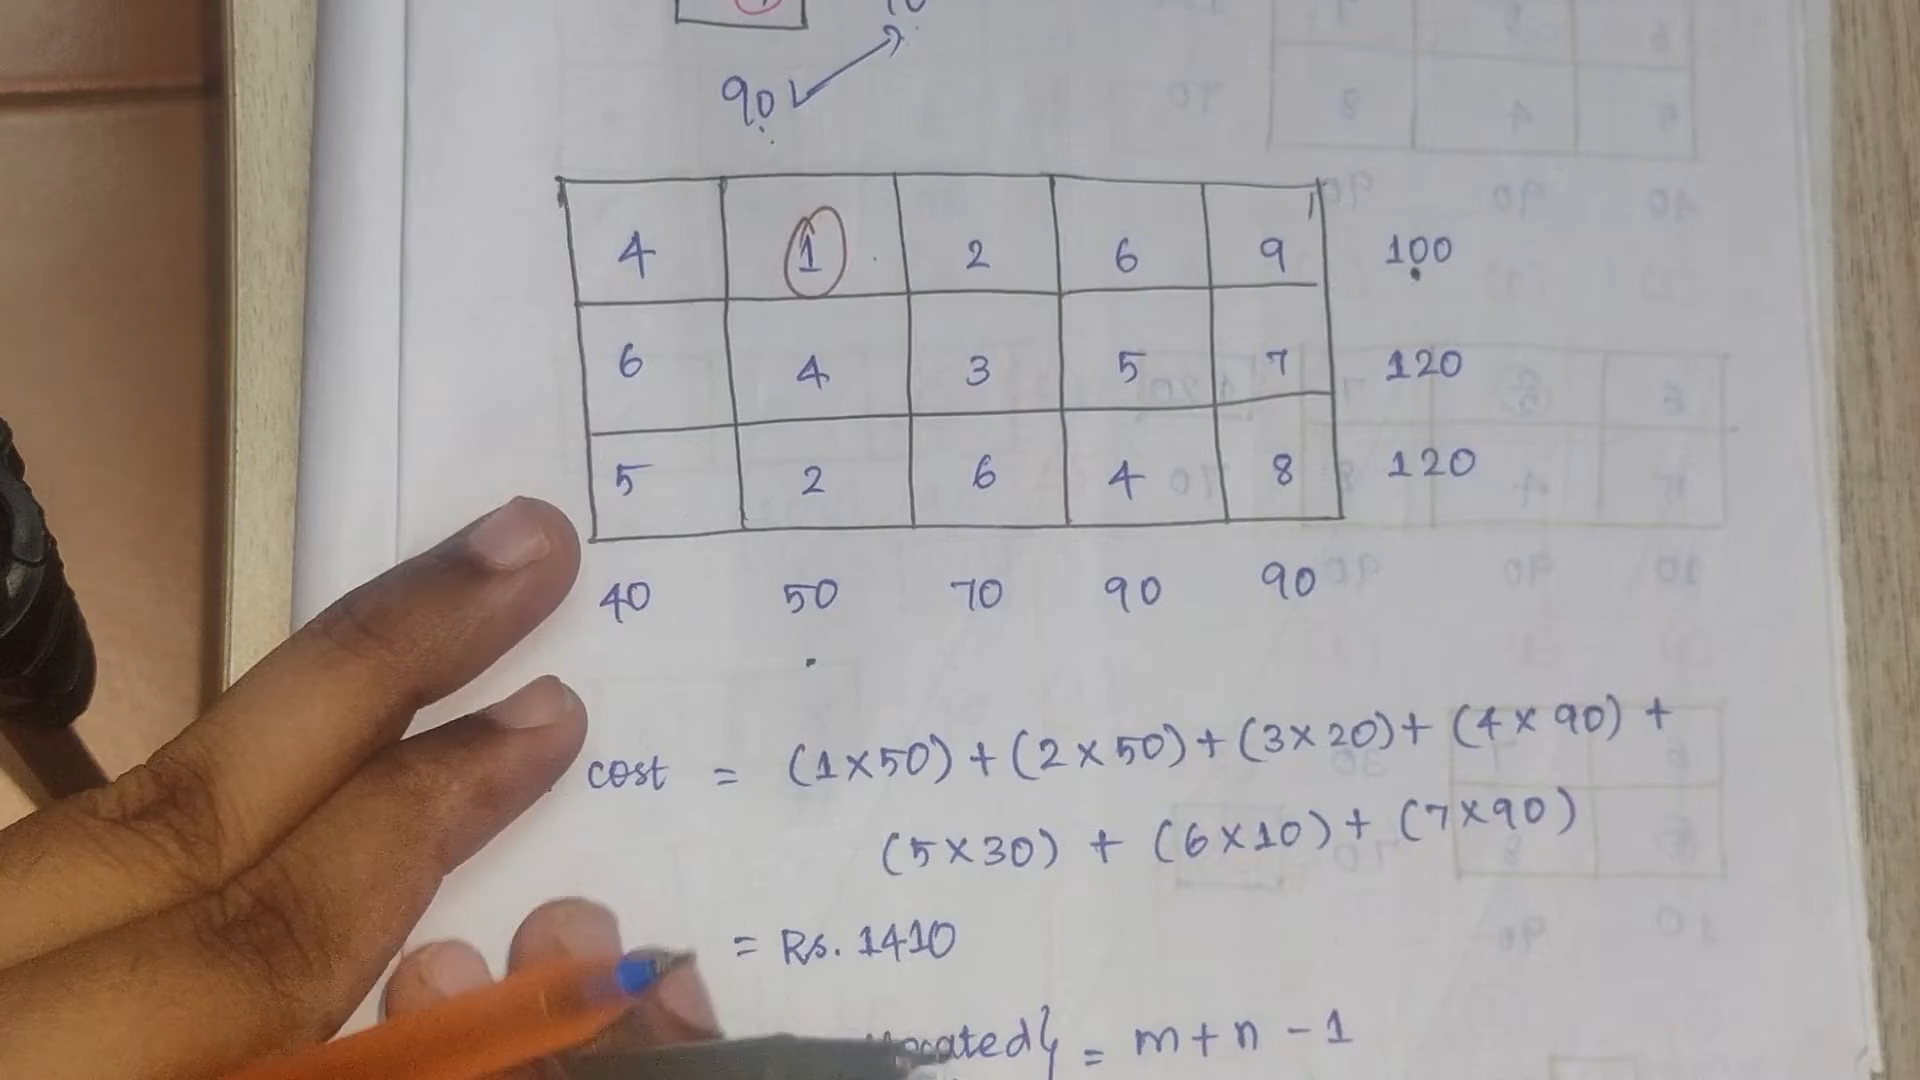 90
4 1 2 6 9 100
6 4 3 5 7 120
5 2 6 4 8 120
40 50 70 90 90
cost = (1×50)+(2×50)+(3×20)+(4×90)+
(5×30)+(6×10)+(7×90)
= Rs. 1410
= m+n-1